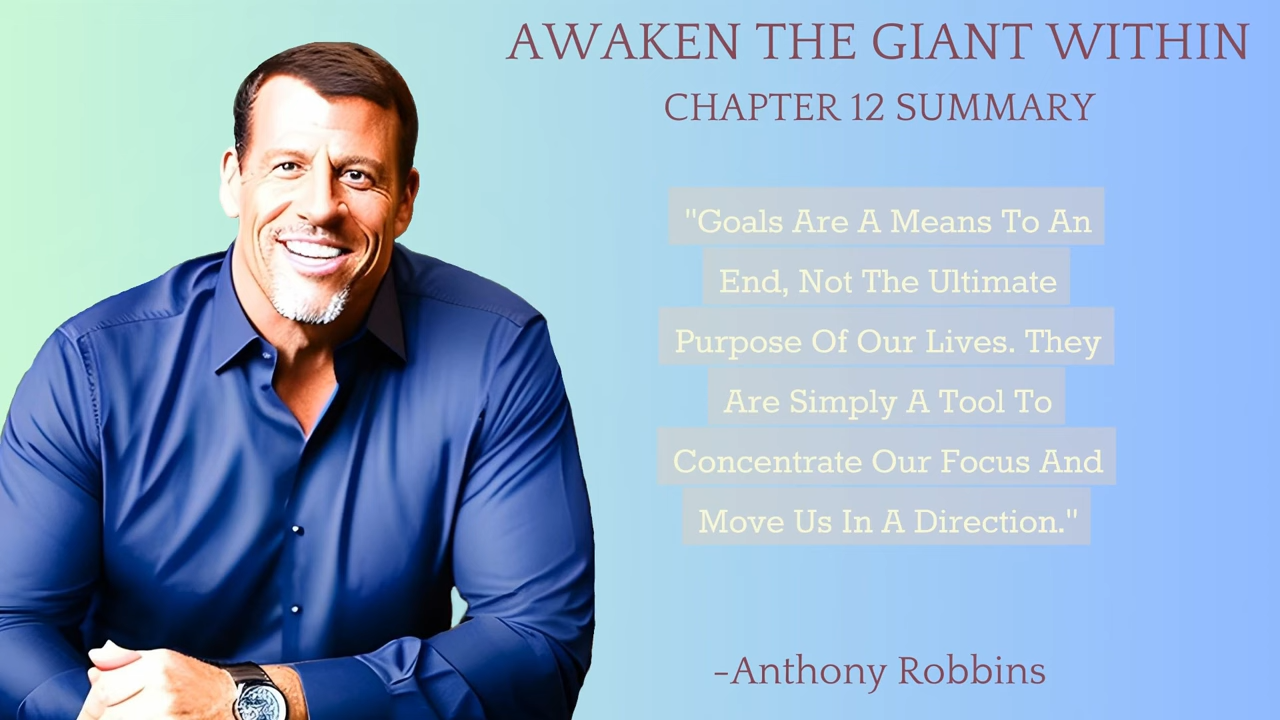 AWAKEN THE GIANT WITHIN
CHAPTER 12 SUMMARY
"Goals Are A Means To An
End, Not The Ultimate
Purpose Of Our Lives. They
Are Simply A Tool To
Concentrate Our Focus And
Move Us In A Direction."
-Anthony Robbins